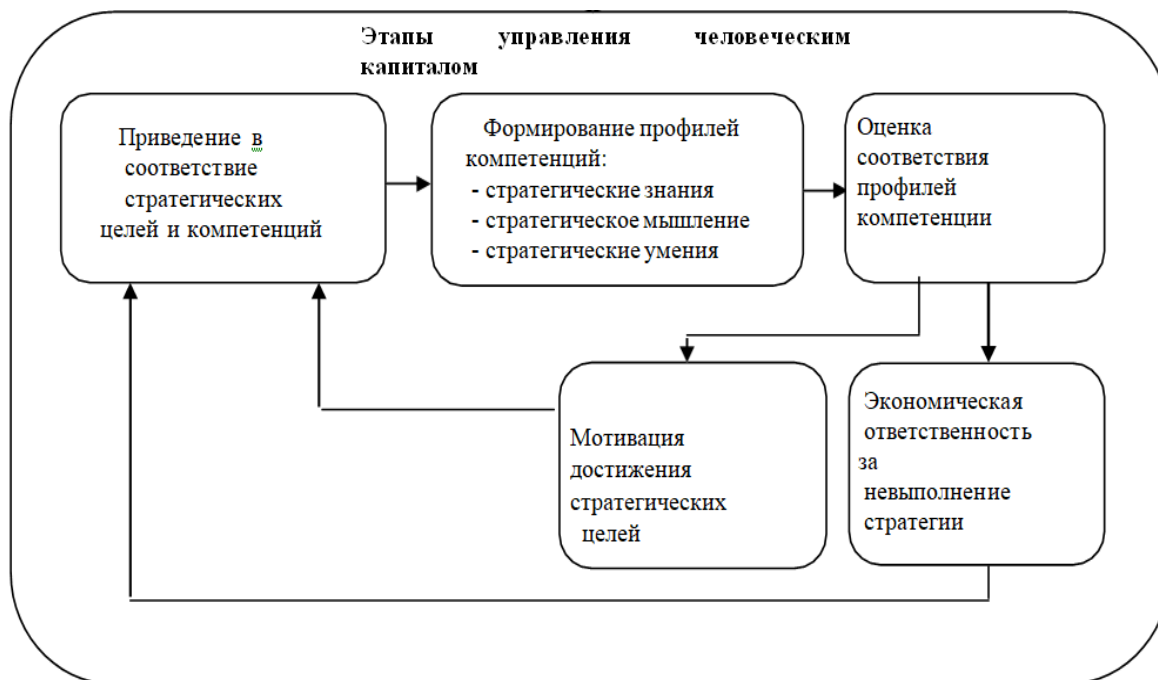 Этапы управления человеческим
капиталом
Приведение в
соответствие
стратегических
целей и компетенций
Формирование профилей
компетенций:
- стратегические знания
- стратегическое мышление
- стратегические умения
Оценка
соответствия
профилей
компетенции
Мотивация
достижения
стратегических
целей
Экономическая
ответственность
за
невыполнение
стратегии